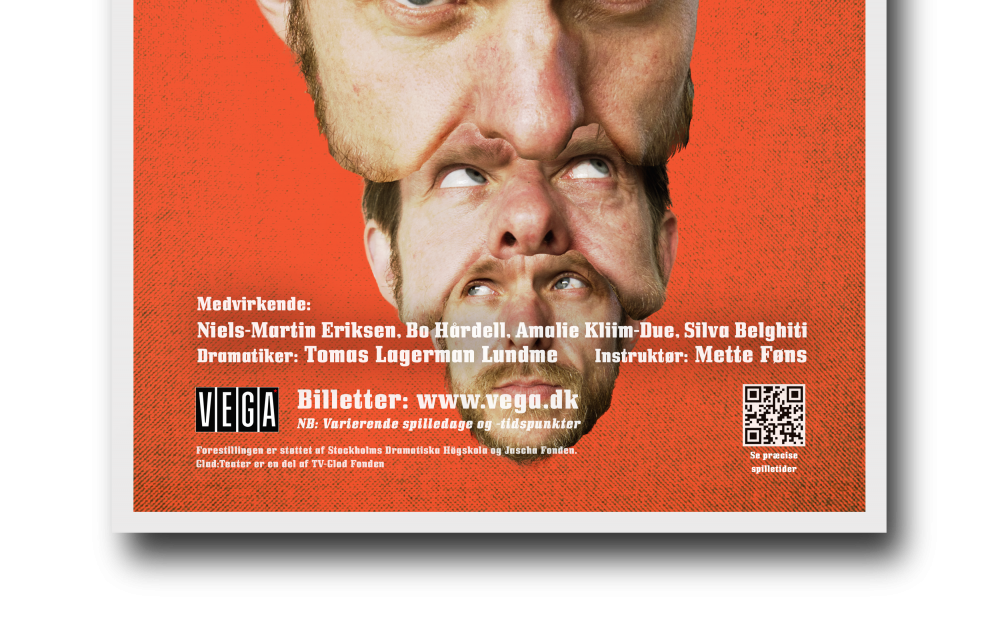 Medvirkende:
Niels-Martin Eriksen, Bo Hårdell, Amalie Kliim-Due, Silva Belghiti
Dramatiker: Tomas Lagerman Lundme Instruktør: Mette Føns
VEGA
Billetter: www.vega.dk
NB: Varierende spilledage og -tidspunkter
Forestillingen er støttet af Stockholms Dramatiska Högskola og Jascha Fonden.
Glad:Teater er en del af TV-Glad Fonden
Se præcise
spilletider